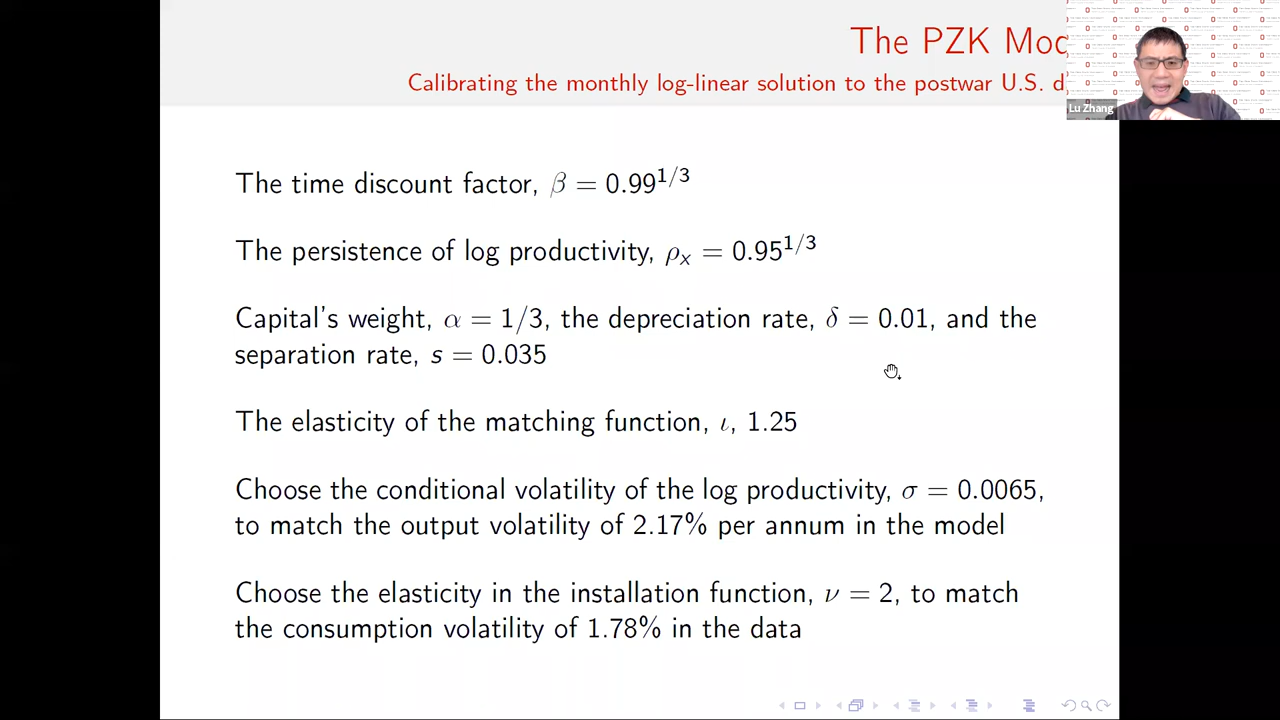 The PZK Mod
Calibrating the monthly log-linear solution to the postwar U.S. d
Lu Zhang
The time discount factor, β = 0.99^{1/3}
The persistence of log productivity, ρ_x = 0.95^{1/3}
Capital's weight, α = 1/3, the depreciation rate, δ = 0.01, and the
separation rate, s = 0.035
The elasticity of the matching function, ι, 1.25
Choose the conditional volatility of the log productivity, σ = 0.0065,
to match the output volatility of 2.17% per annum in the model
Choose the elasticity in the installation function, ν = 2, to match
the consumption volatility of 1.78% in the data